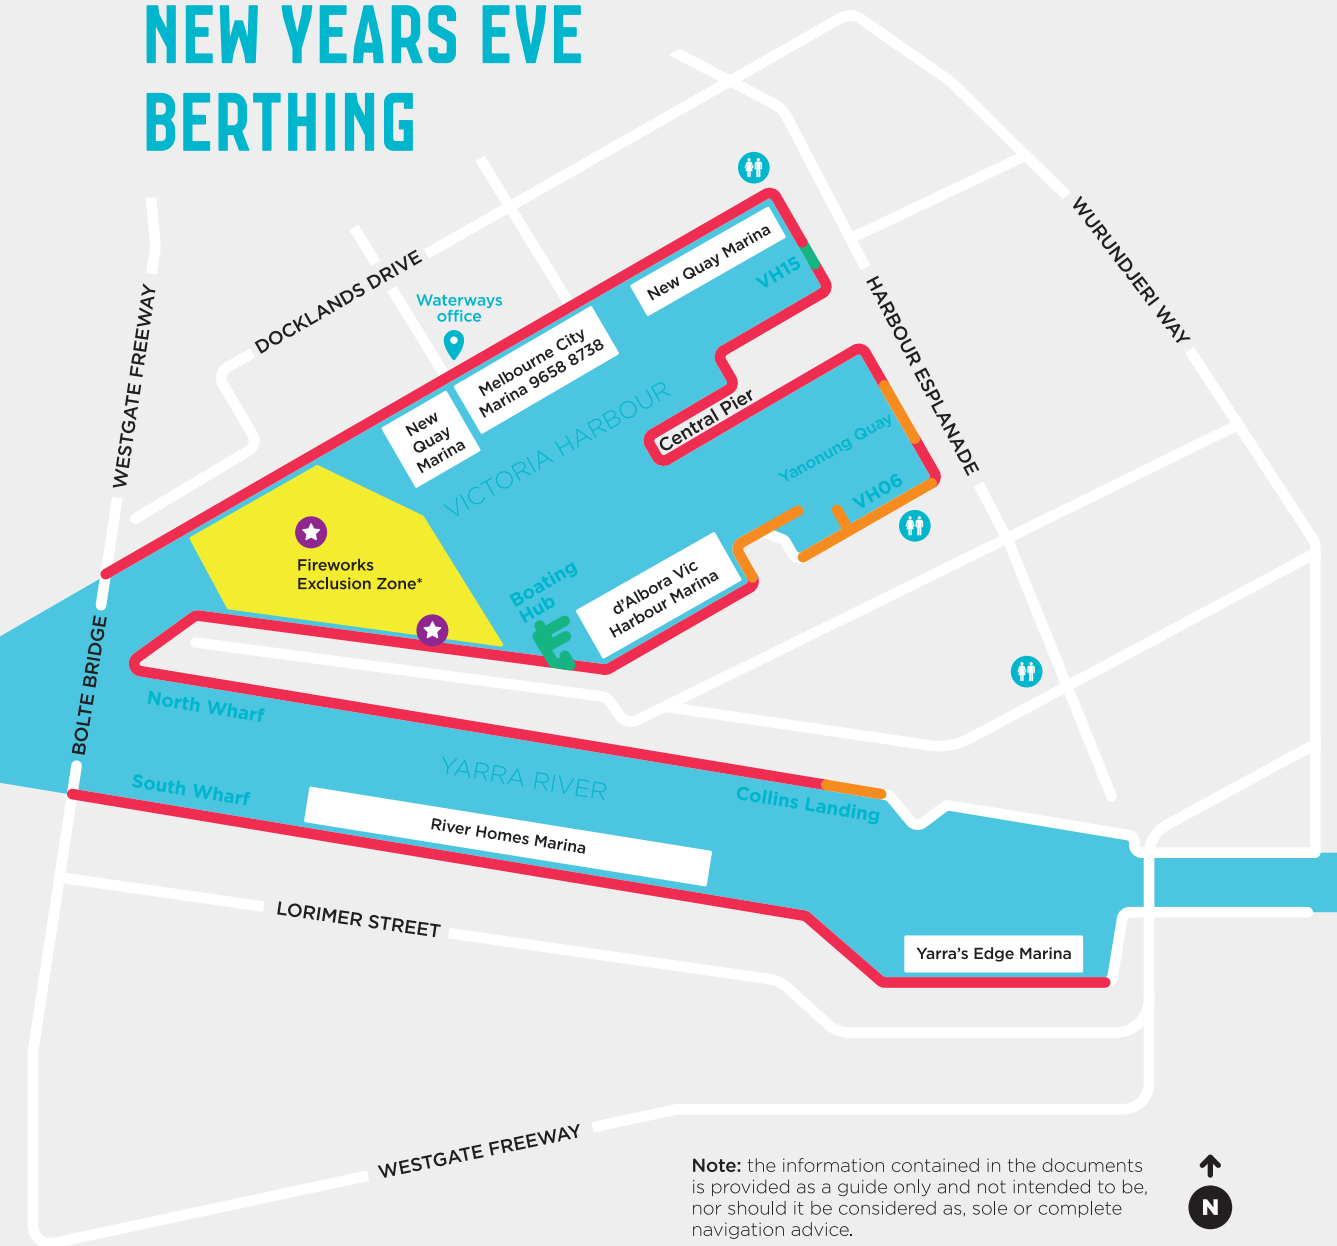 NEW YEARS EVE
BERTHING
WURUNDJERI WAY
New Quay Marina
VH15
DOCKLANDS DRIVE
HARBOUR ESPLANADE
WESTGATE FREEWAY
Waterways
office
Melbourne City
Marina 9658 8738
New
Quay
Marina
VICTORIA HARBOUR
Central Pier
Yanonung Quay
VH06
Fireworks
Exclusion Zone*
Boating
Hub
d'Albora Vic
Harbour Marina
BOLTE BRIDGE
North Wharf
YARRA RIVER
South Wharf
Collins Landing
River Homes Marina
LORIMER STREET
Yarra's Edge Marina
WESTGATE FREEWAY
Note: the information contained in the documents
is provided as a guide only and not intended to be,
nor should it be considered as, sole or complete
navigation advice.
N